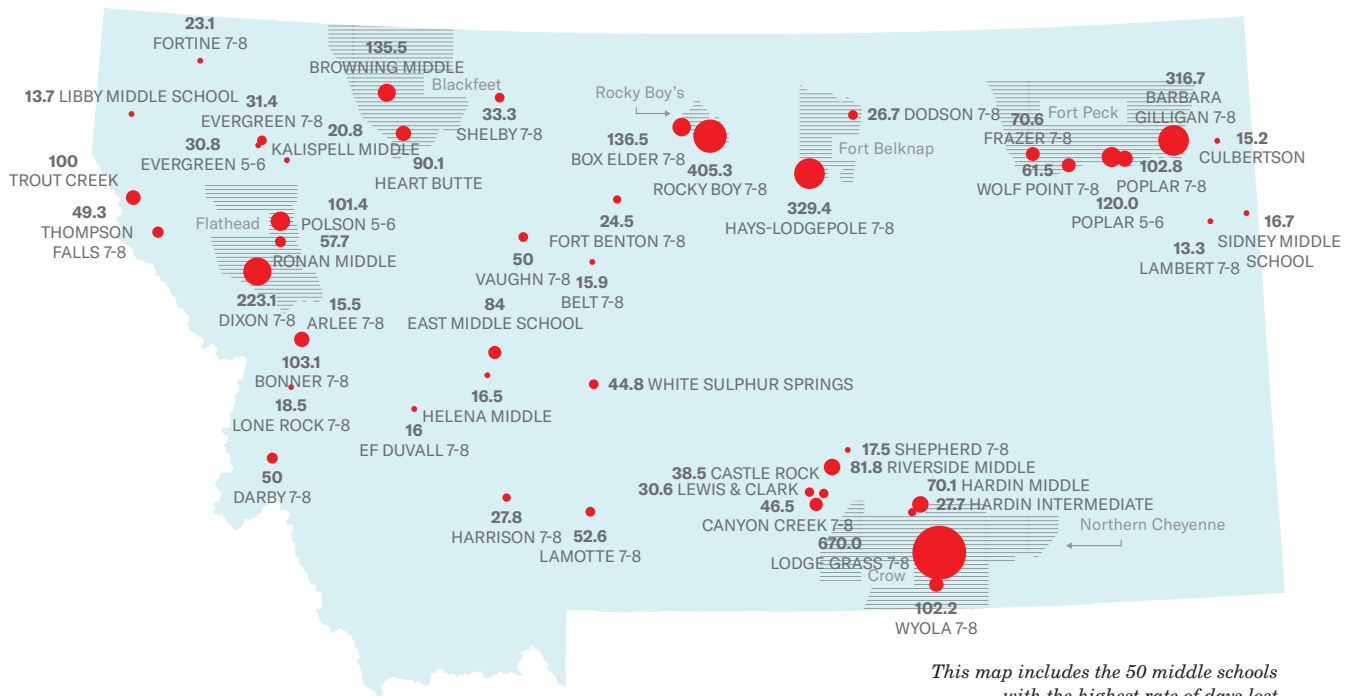 23.1
FORTINE 7-8
135.5
BROWNING MIDDLE
Blackfeet
13.7 LIBBY MIDDLE SCHOOL
31.4
EVERGREEN 7-8
33.3
SHELBY 7-8
30.8
EVERGREEN 5-6
20.8
KALISPELL MIDDLE
90.1
HEART BUTTE
100
TROUT CREEK
49.3
THOMPSON
FALLS 7-8
Flathead
101.4
POLSON 5-6
57.7
RONAN MIDDLE
223.1
DIXON 7-8
15.5
ARLEE 7-8
103.1
BONNER 7-8
18.5
LONE ROCK 7-8
50
DARBY 7-8
Rocky Boy's
136.5
BOX ELDER 7-8
405.3
ROCKY BOY 7-8
24.5
FORT BENTON 7-8
50
VAUGHN 7-8
15.9
BELT 7-8
84
EAST MIDDLE SCHOOL
16.5
HELENA MIDDLE
16
EF DUVALL 7-8
44.8 WHITE SULPHUR SPRINGS
27.8
HARRISON 7-8
52.6
LAMOTTE 7-8
26.7 DODSON 7-8
Fort Belknap
329.4
HAYS-LODGEPOLE 7-8
Fort Peck
316.7
BARBARA
GILLIGAN 7-8
70.6
FRAZER 7-8
61.5
WOLF POINT 7-8
102.8
POPLAR 7-8
120.0
POPLAR 5-6
15.2
CULBERTSON
16.7
SIDNEY MIDDLE
SCHOOL
13.3
LAMBERT 7-8
17.5 SHEPHERD 7-8
81.8 RIVERSIDE MIDDLE
38.5 CASTLE ROCK
30.6 LEWIS & CLARK
46.5
CANYON CREEK 7-8
70.1 HARDIN MIDDLE
27.7 HARDIN INTERMEDIATE
Northern Cheyenne
670.0
LODGE GRASS 7-8
Crow
102.2
WYOLA 7-8
This map includes the 50 middle schools
with the highest rate of days lost